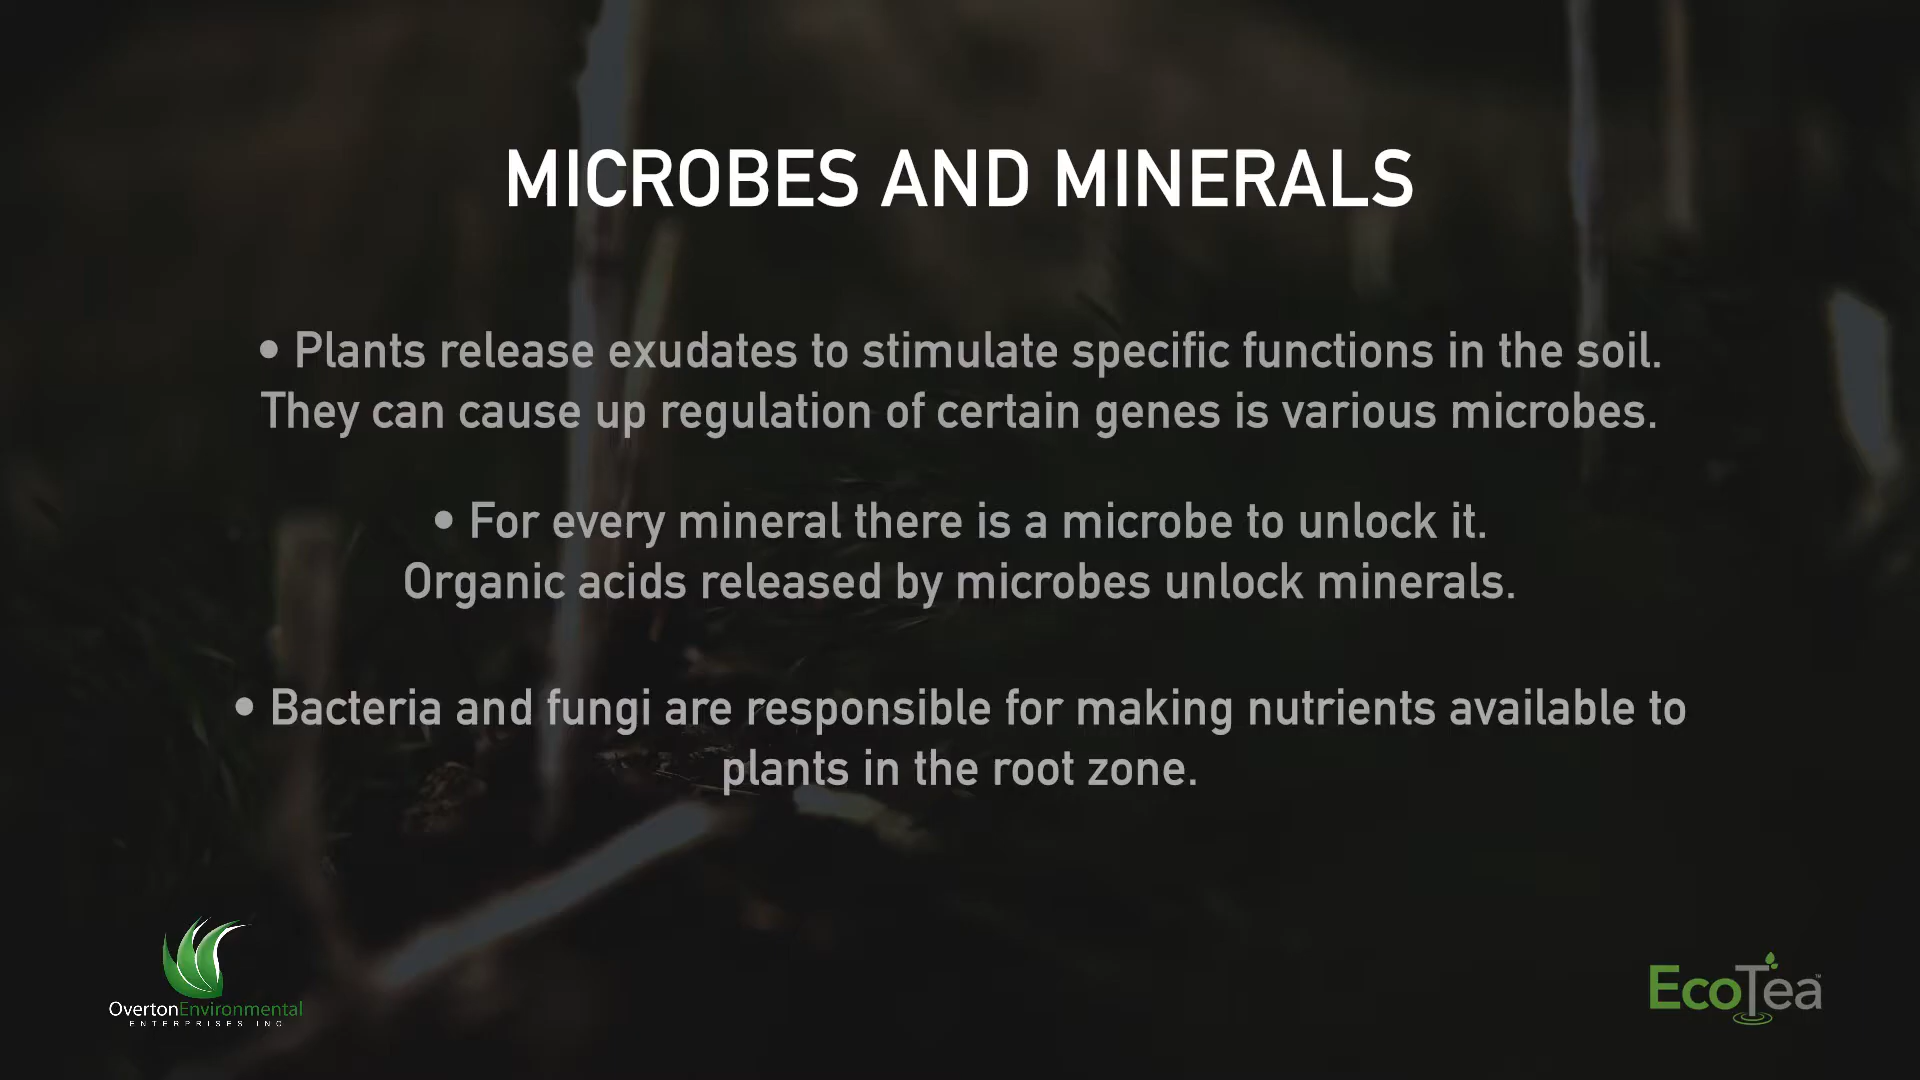 MICROBES AND MINERALS
• Plants release exudates to stimulate specific functions in the soil.
They can cause up regulation of certain genes is various microbes.
• For every mineral there is a microbe to unlock it.
Organic acids released by microbes unlock minerals.
• Bacteria and fungi are responsible for making nutrients available to
plants in the root zone.
OvertonEnvironmental
ENTERPRISES INC
EcoTea™